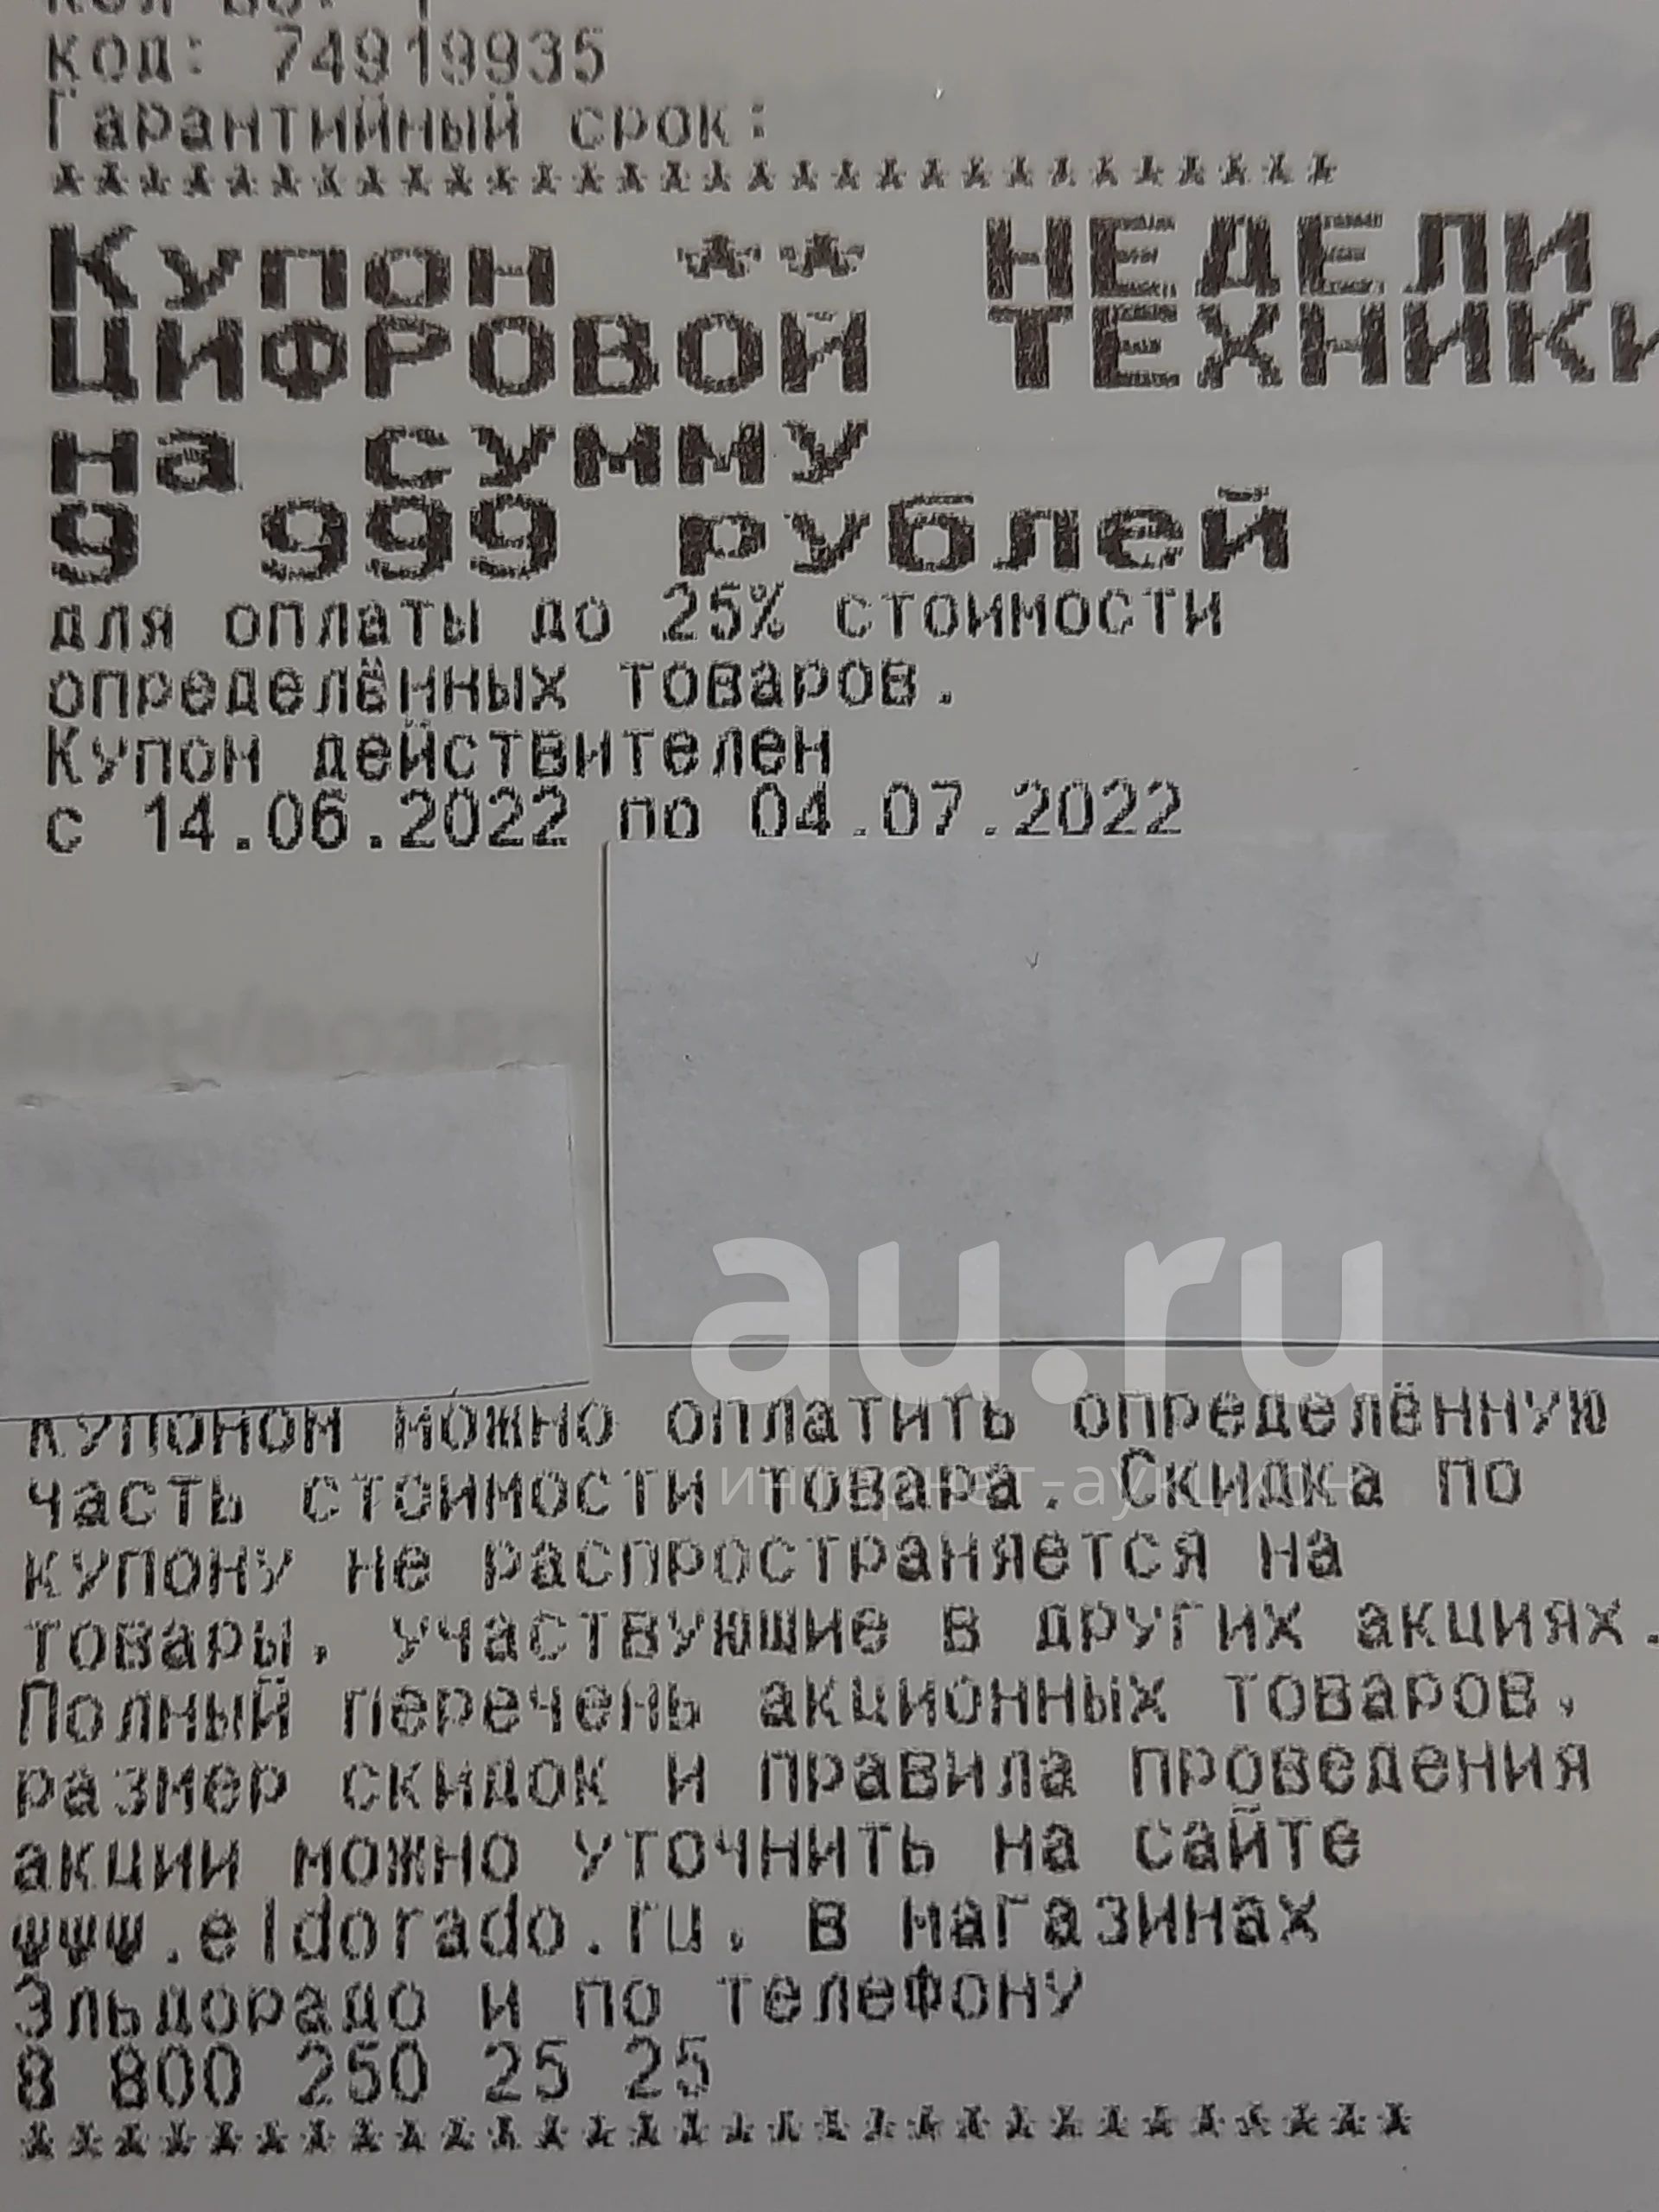 код: 74919935
Гарантийный срок:
******************************
Купон ** НЕДЕЛИ
ЦИФРОВОЙ ТЕХНИКИ
на сумму
9 999 рублей
для оплаты до 25% стоимости
определённых товаров.
Купон действителен
с 14.06.2022 по 04.07.2022
au.ru
купоном можно оплатить определённую
интернет-аукцион
часть стоимости товара. Скидка по
купону не распространяется на
товары, участвующие в других акциях.
Полный перечень акционных товаров,
размер скидок и правила проведения
акции можно уточнить на сайте
www.eldorado.ru, в магазинах
Эльдорадо и по телефону
8 800 250 25 25
******************************